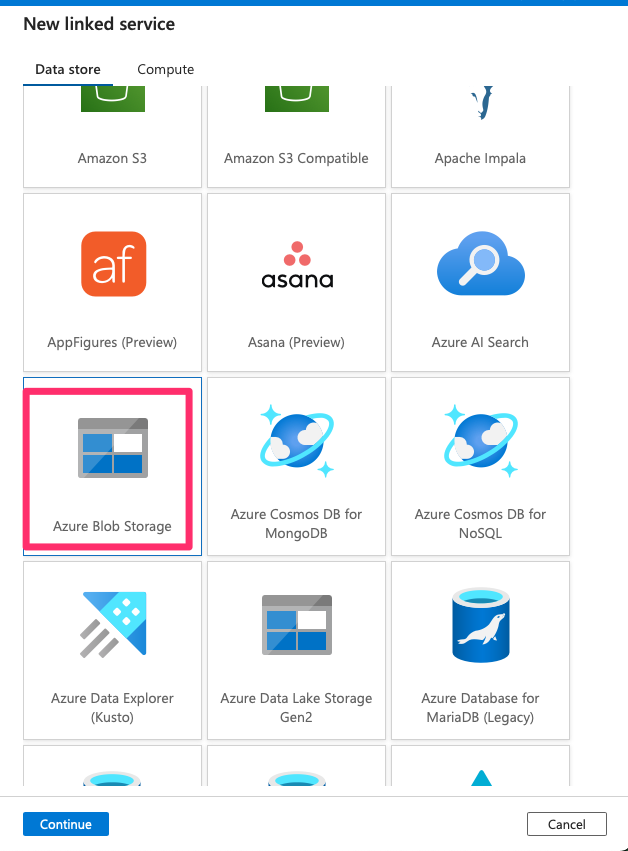 New linked service
Data store
Compute
Amazon S3
Amazon S3 Compatible
Apache Impala
af
asana
AppFigures (Preview)
Asana (Preview)
Azure AI Search
Azure Blob Storage
Azure Cosmos DB for
MongoDB
Azure Cosmos DB for
NoSQL
Azure Data Explorer
(Kusto)
Azure Data Lake Storage
Gen2
Azure Database for
MariaDB (Legacy)
Continue
Cancel